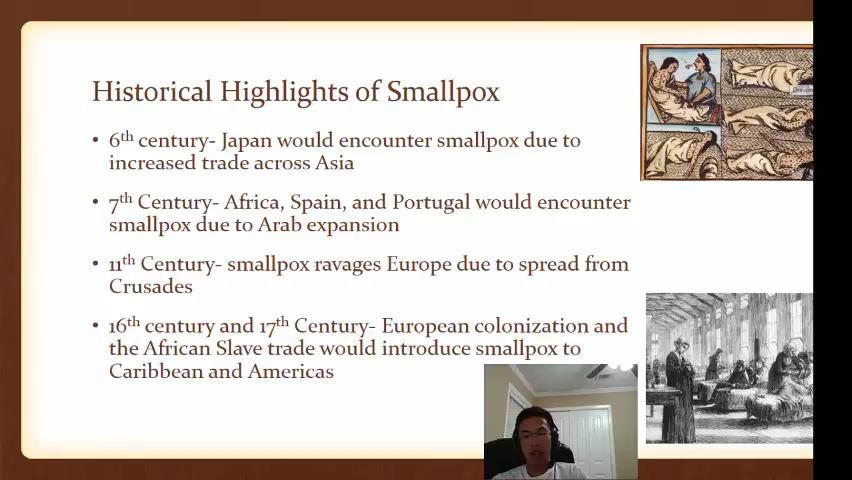 Historical Highlights of Smallpox
• 6th century- Japan would encounter smallpox due to
increased trade across Asia
• 7th Century- Africa, Spain, and Portugal would encounter
smallpox due to Arab expansion
• 11th Century- smallpox ravages Europe due to spread from
Crusades
• 16th century and 17th Century- European colonization and
the African Slave trade would introduce smallpox to
Caribbean and Americas